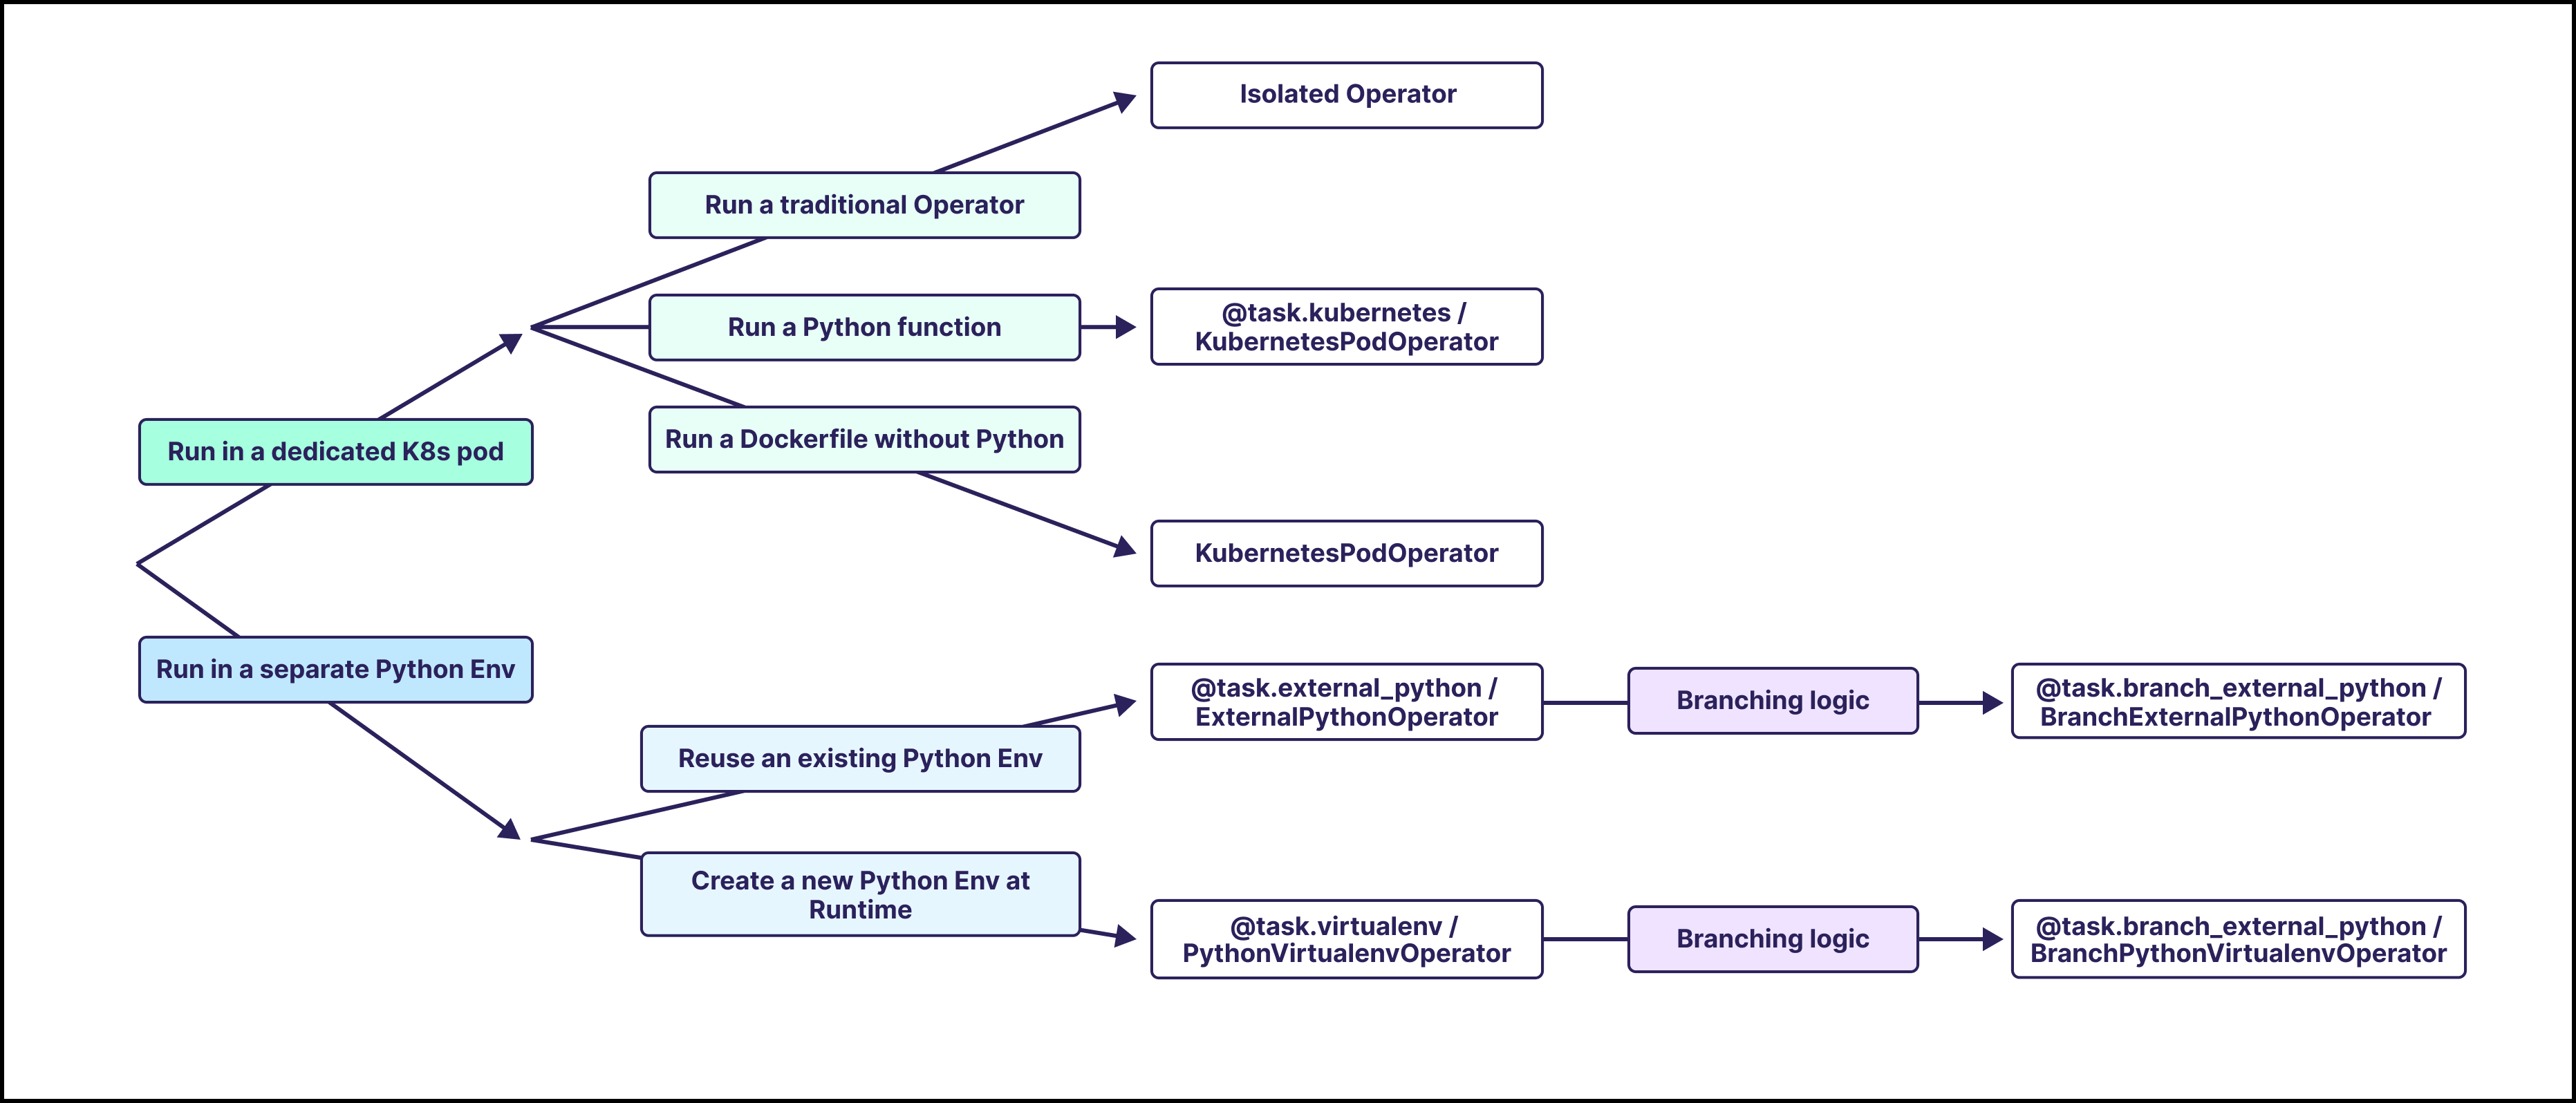 Isolated Operator
Run a traditional Operator
@task.kubernetes /
KubernetesPodOperator
Run a Python function
Run a Dockerfile without Python
Run in a dedicated K8s pod
KubernetesPodOperator
Run in a separate Python Env
@task.external_python /
ExternalPythonOperator
Branching logic
@task.branch_external_python /
BranchExternalPythonOperator
Reuse an existing Python Env
Create a new Python Env at
Runtime
@task.virtualenv /
PythonVirtualenvOperator
Branching logic
@task.branch_external_python /
BranchPythonVirtualenvOperator